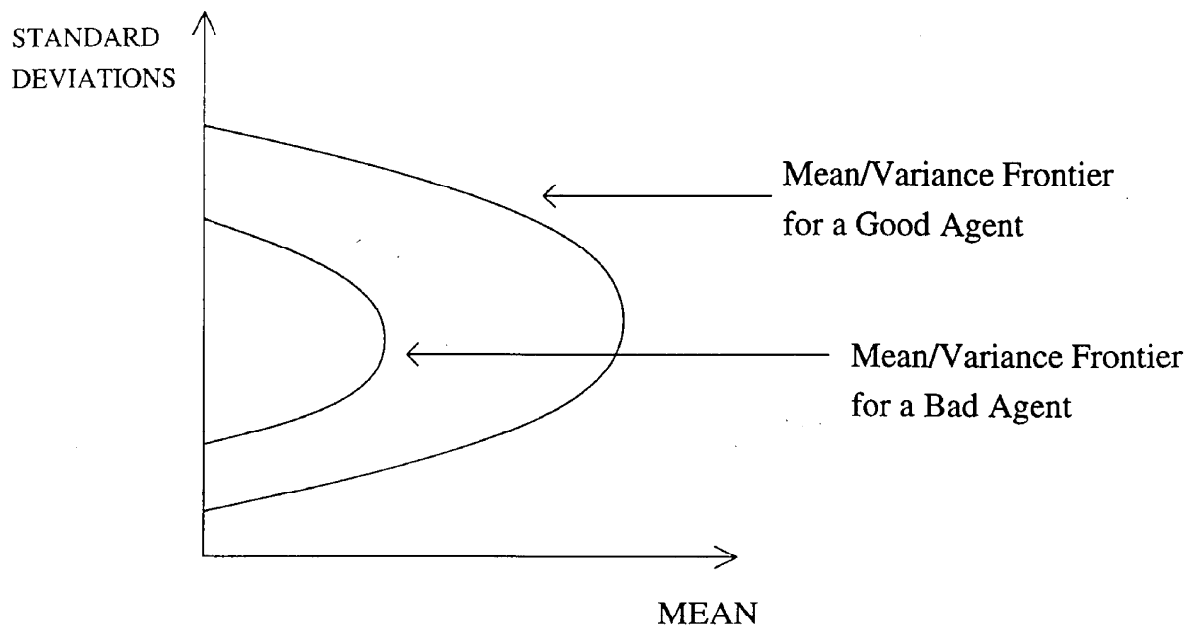 STANDARD
DEVIATIONS
Mean/Variance Frontier
for a Good Agent
Mean/Variance Frontier
for a Bad Agent
MEAN